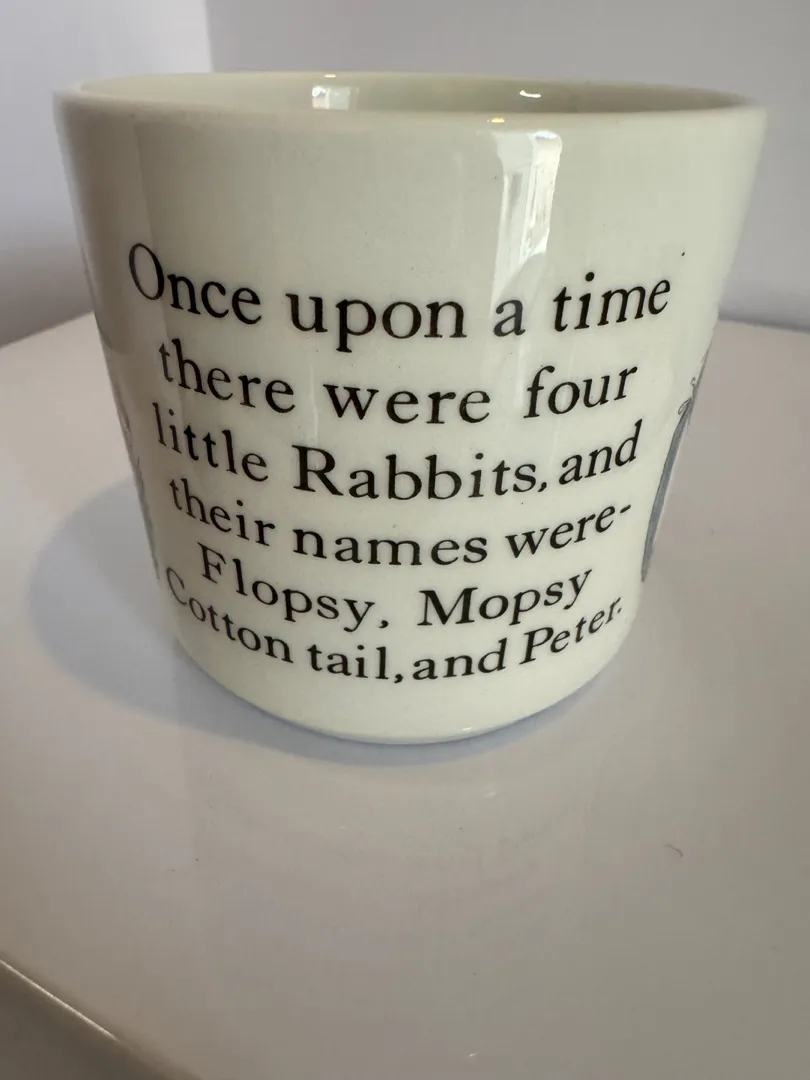 Once upon a time
there were four
little Rabbits, and
their names were-
Flopsy, Mopsy
Cotton tail, and Peter.